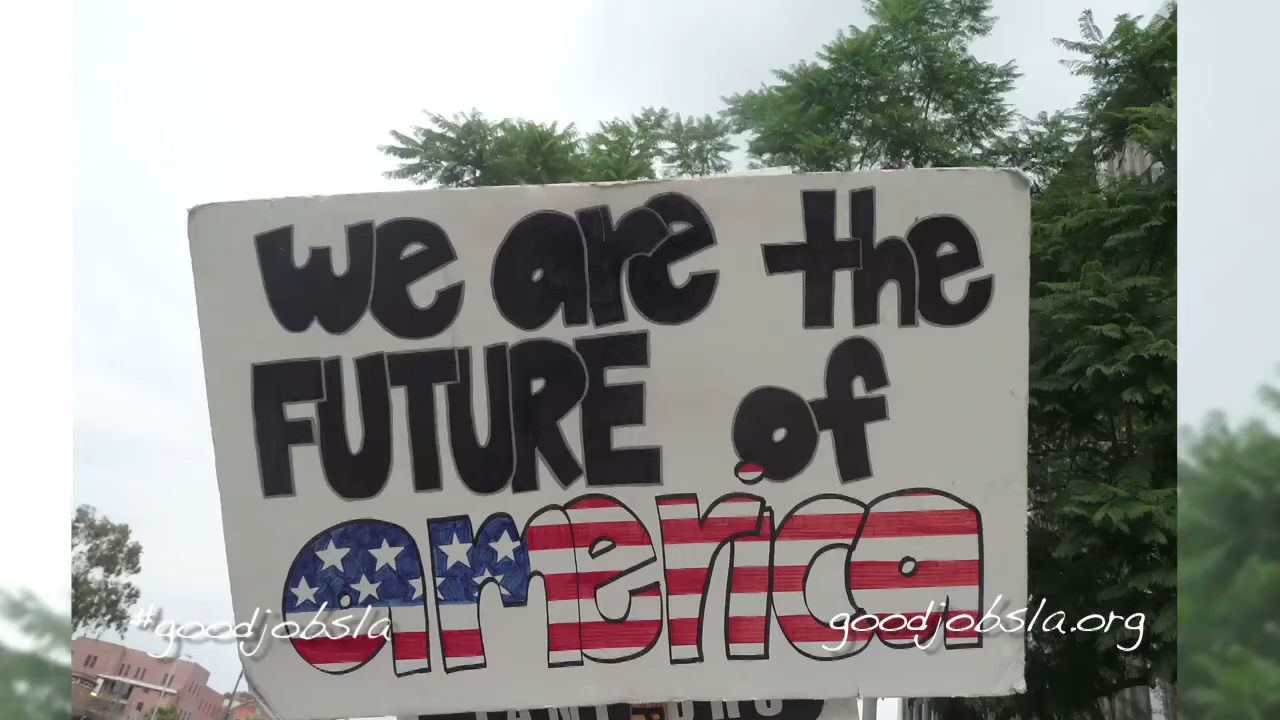 we are the
FUTURE of
america
#goodjobsla
goodjobsla.org